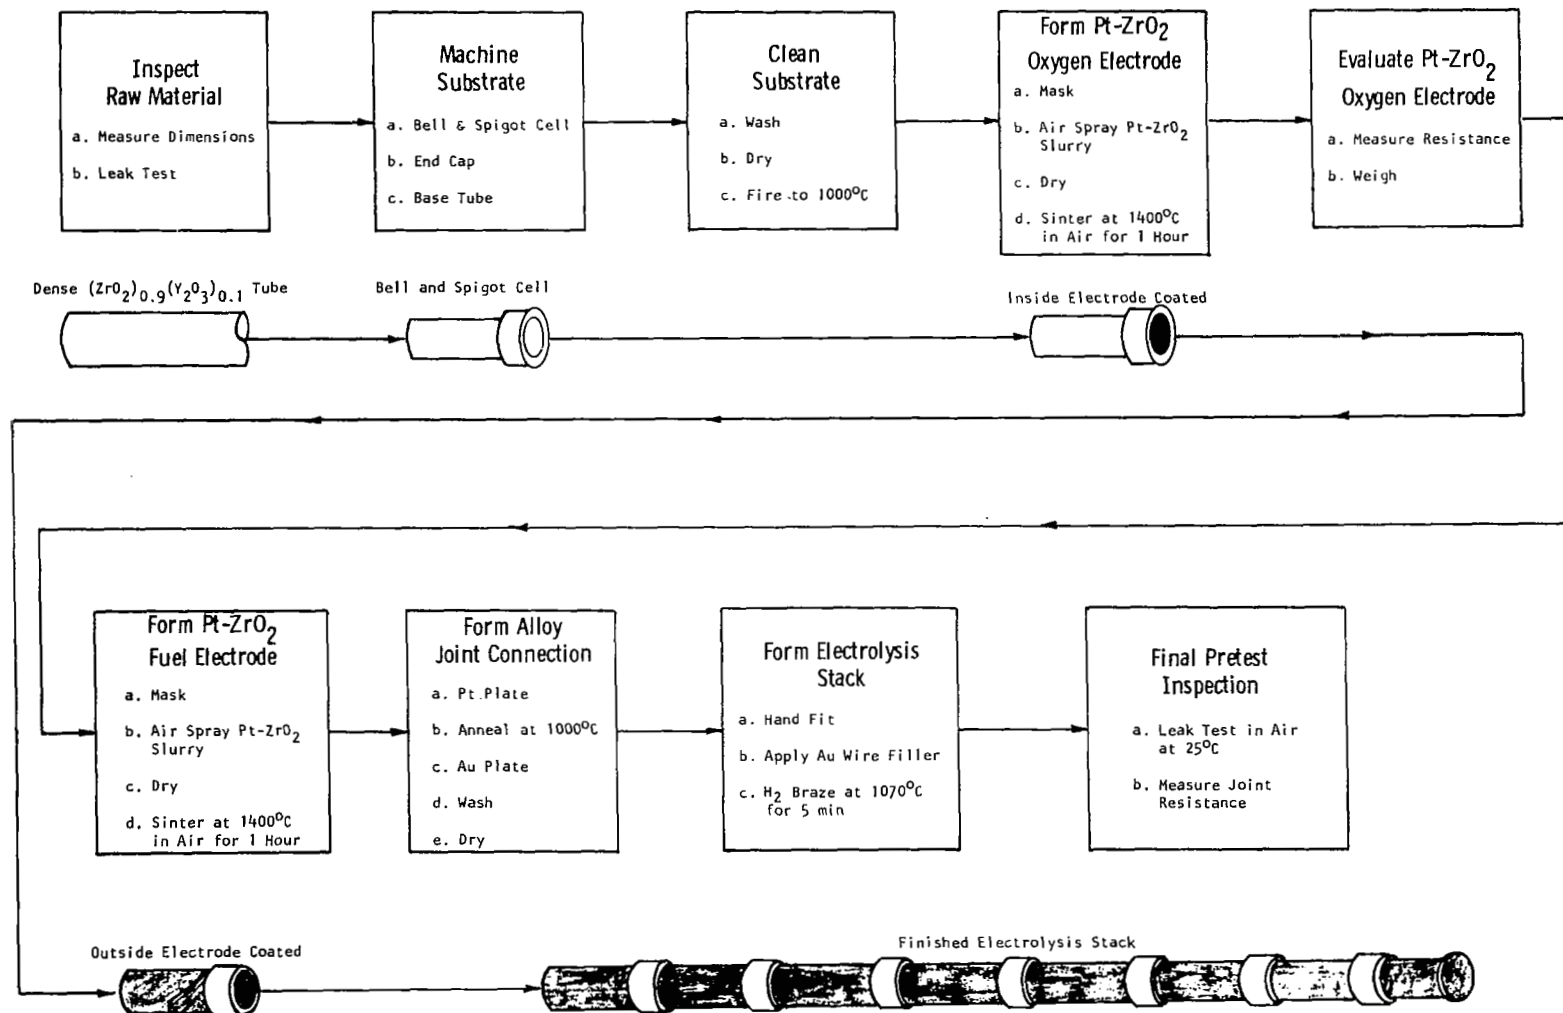 Inspect
Raw Material
a. Measure Dimensions
b. Leak Test
Machine
Substrate
a. Bell & Spigot Cell
b. End Cap
c. Base Tube
Clean
Substrate
a. Wash
b. Dry
c. Fire to 1000°C
Form Pt-ZrO2
Oxygen Electrode
a. Mask
b. Air Spray Pt-ZrO2
Slurry
c. Dry
d. Sinter at 1400°C
in Air for 1 Hour
Evaluate Pt-ZrO2
Oxygen Electrode
a. Measure Resistance
b. Weigh
Dense (ZrO2)0.9(Y2O3)0.1 Tube
Bell and Spigot Cell
Inside Electrode Coated
Form Pt-ZrO2
Fuel Electrode
a. Mask
b. Air Spray Pt-ZrO2
Slurry
c. Dry
d. Sinter at 1400°C
in Air for 1 Hour
Form Alloy
Joint Connection
a. Pt Plate
b. Anneal at 1000°C
c. Au Plate
d. Wash
e. Dry
Form Electrolysis
Stack
a. Hand Fit
b. Apply Au Wire Filler
c. H2 Braze at 1070°C
for 5 min
Final Pretest
Inspection
a. Leak Test in Air
at 25°C
b. Measure Joint
Resistance
Outside Electrode Coated
Finished Electrolysis Stack